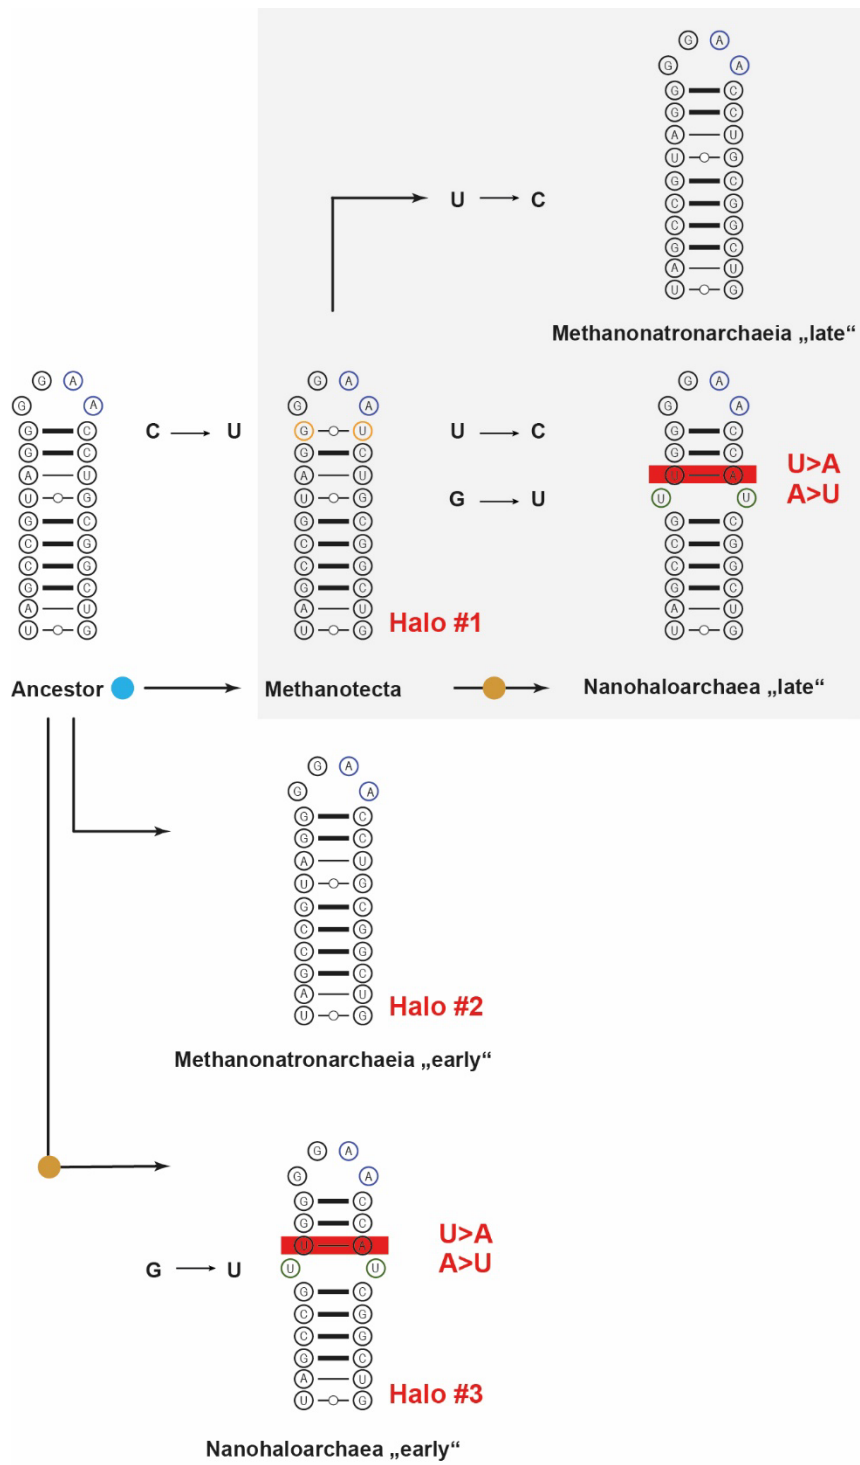 G A
G A
G C
G C
A U
U G
G C
C G
C G
G C
A U
U G
U → C
Methanonatronarchaeia „late“
G A
G A
G C
G C
A U
U G
G C
C G
C G
G C
A U
U G
Ancestor
C → U
G A
G A
G U
G C
A U
U G
G C
C G
C G
G C
A U
U G
Halo #1
Methanotecta
U → C
G → U
G A
G A
G C
G C
U A
U U
G C
C G
C G
G C
A U
U G
U>A
A>U
Nanohaloarchaea „late“
G A
G A
G C
G C
A U
U G
G C
C G
C G
G C
A U
U G
Halo #2
Methanonatronarchaeia „early“
G → U
G A
G A
G C
G C
U A
U U
G C
C G
C G
G C
A U
U G
U>A
A>U
Halo #3
Nanohaloarchaea „early“